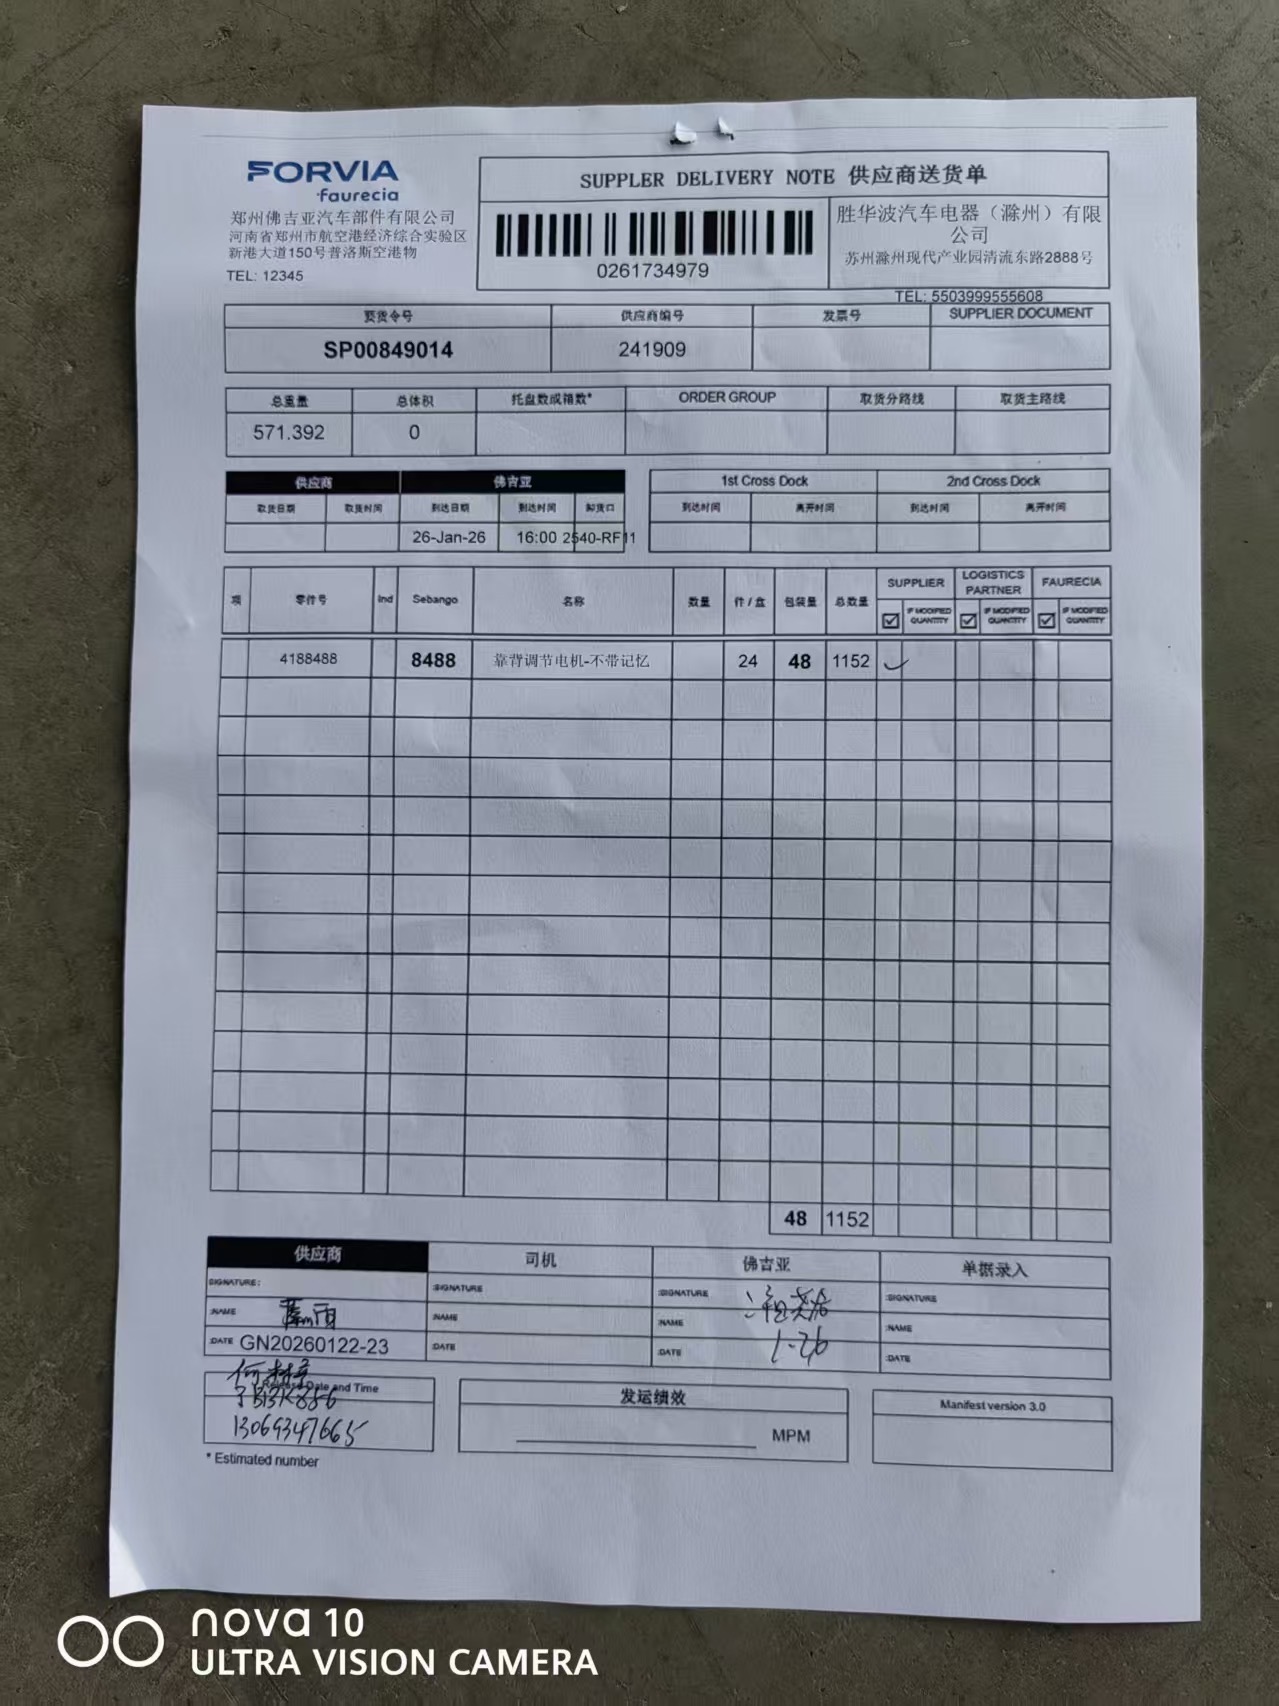 FORVIA
faurecia
郑州佛吉亚汽车部件有限公司
河南省郑州市航空港经济综合实验区
新港大道150号普洛斯空港物
TEL: 12345
SUPPLER DELIVERY NOTE 供应商送货单
0261734979
胜华波汽车电器（滁州）有限
公司
苏州滁州现代产业园清流东路2888号
TEL: 5503999555608
要货令号 供应商编号 发票号 SUPPLIER DOCUMENT
SP00849014 241909
总重量 总体积 托盘数或箱数* ORDER GROUP 取货分路线 取货主路线
571.392 0
供应商 佛吉亚 1st Cross Dock 2nd Cross Dock
取货日期 取货时间 到达日期 到达时间 卸货口 到达时间 离开时间 到达时间 离开时间
26-Jan-26 16:00 2540-RF11
项 零件号 Ind Sebango 名称 数量 件/盒 包装量 总数量 SUPPLIER LOGISTICS PARTNER FAURECIA
IF MODIFIED QUANTITY IF MODIFIED QUANTITY IF MODIFIED QUANTITY
4188488 8488 靠背调节电机-不带记忆 24 48 1152
48 1152
供应商 司机 佛吉亚 单据录入
SIGNATURE: :SIGNATURE :SIGNATURE :SIGNATURE
:NAME :NAME :NAME :NAME
:DATE GN20260122-23 :DATE :DATE 1-26 :DATE
Release Date and Time
13069347665
发运绩效
MPM
Manifest version 3.0
* Estimated number
nova 10
ULTRA VISION CAMERA